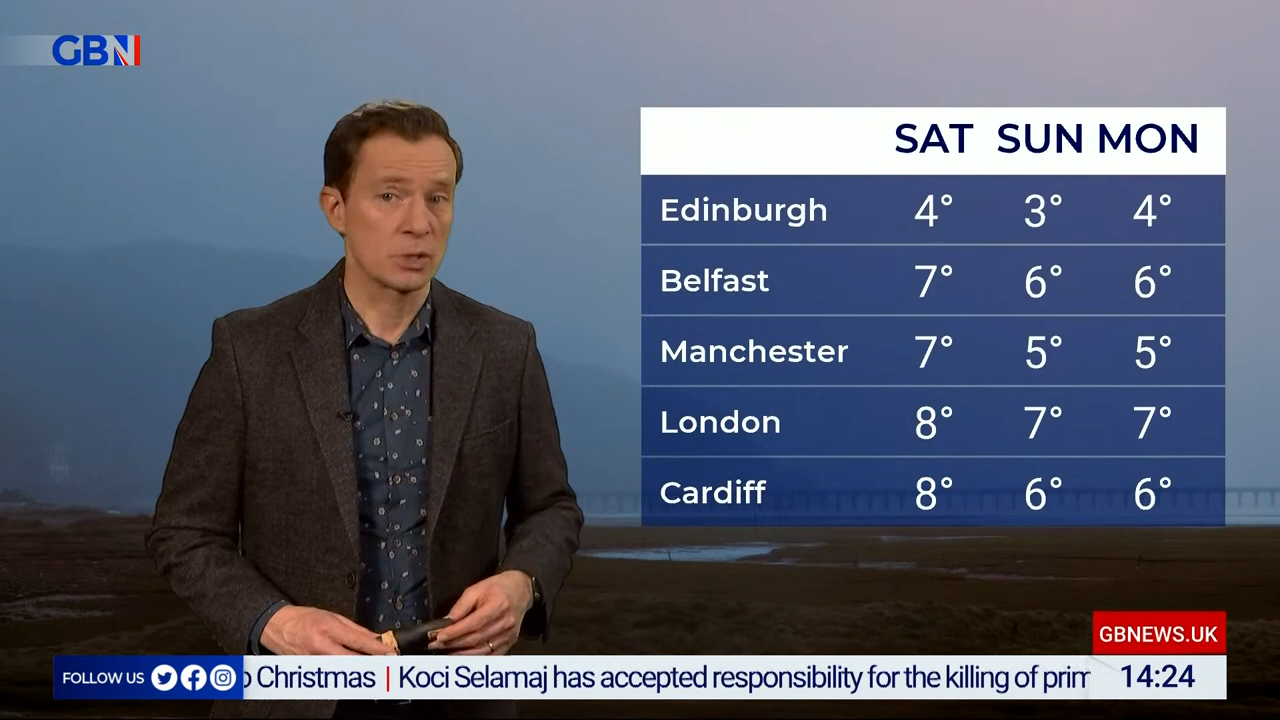 GBN
SAT SUN MON
Edinburgh 4° 3° 4°
Belfast 7° 6° 6°
Manchester 7° 5° 5°
London 8° 7° 7°
Cardiff 8° 6° 6°
GBNEWS.UK
FOLLOW US o Christmas | Koci Selamaj has accepted responsibility for the killing of prim 14:24